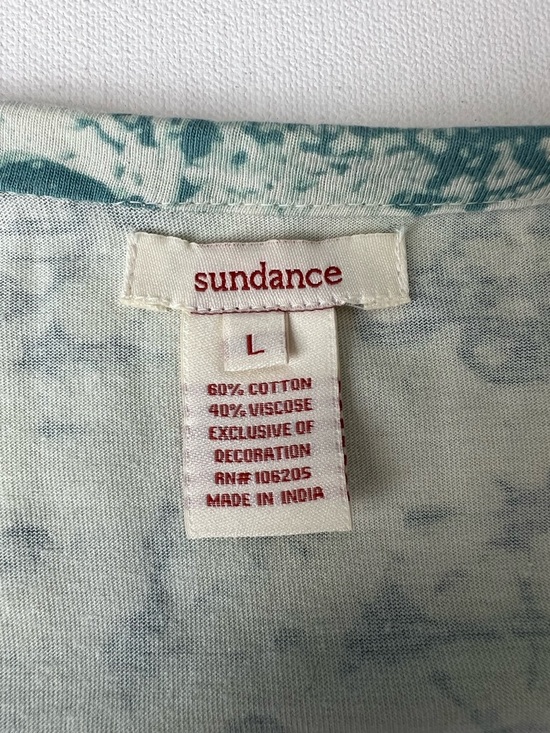 sundance
L
60% COTTON
40% VISCOSE
EXCLUSIVE OF
DECORATION
RN# 106205
MADE IN INDIA